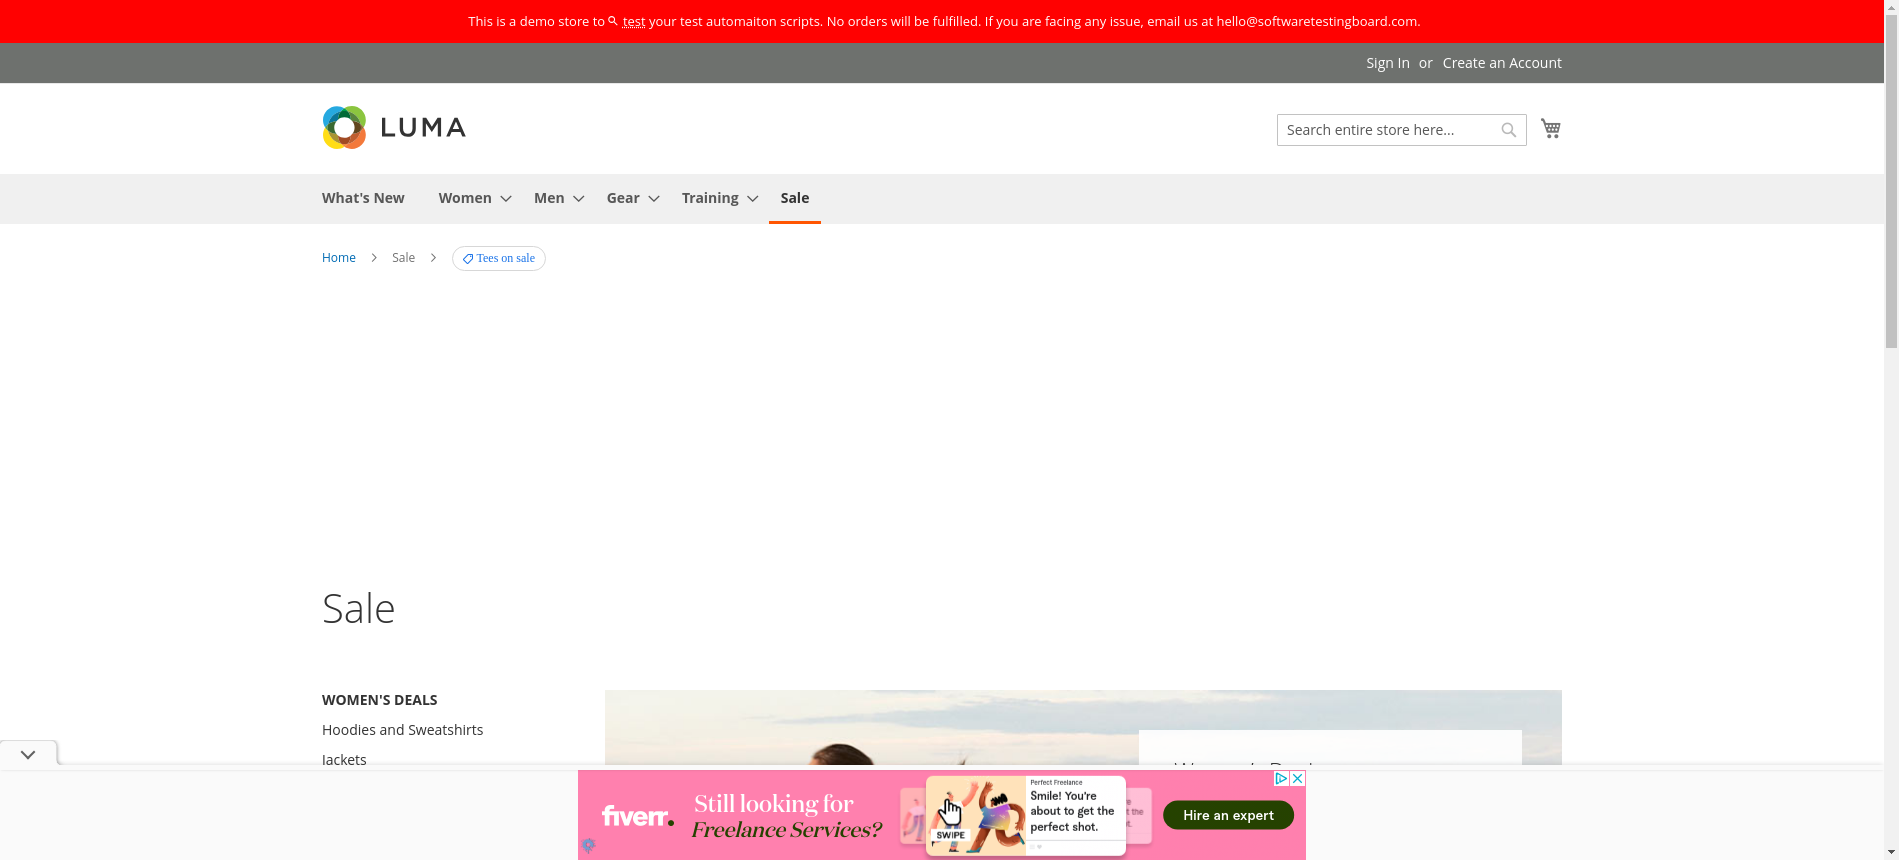 This is a demo store to test your test automaiton scripts. No orders will be fulfilled. If you are facing any issue, email us at hello@softwaretestingboard.com.
Sign In or Create an Account
LUMA
Search entire store here...
What's New Women Men Gear Training Sale
Home Sale Tees on sale
Sale
WOMEN'S DEALS
Hoodies and Sweatshirts
Jackets
fiverr.
Still looking for
Freelance Services?
SWIPE
Perfect Freelance
Smile! You're
about to get the
perfect shot.
Hire an expert